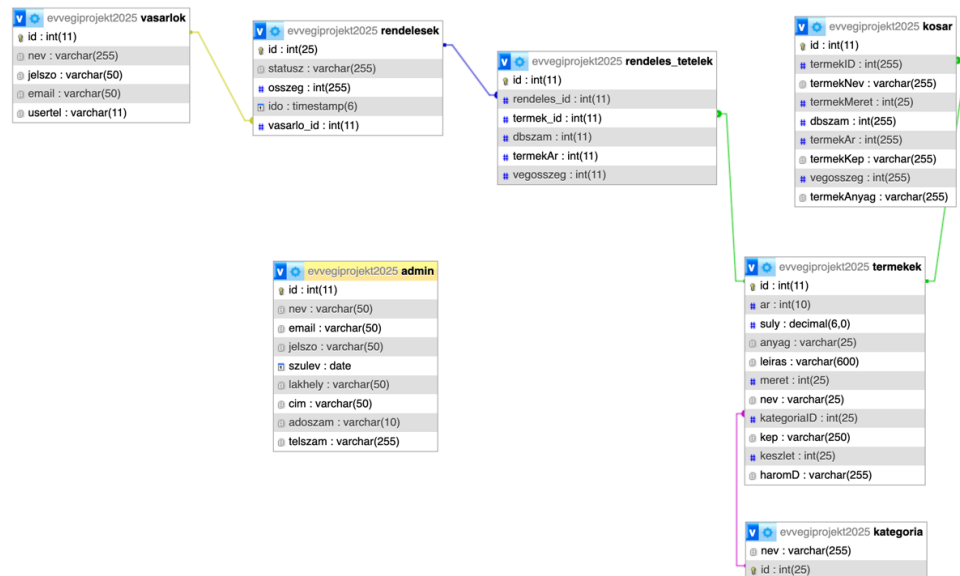 evvegiprojekt2025 vasarlok
id : int(11)
nev : varchar(255)
jelszo : varchar(50)
email : varchar(50)
usertel : varchar(11)
evvegiprojekt2025 rendelesek
id : int(25)
statusz : varchar(255)
osszeg : int(255)
ido : timestamp(6)
vasarlo_id : int(11)
evvegiprojekt2025 rendeles_tetelek
id : int(11)
rendeles_id : int(11)
termek_id : int(11)
dbszam : int(11)
termekAr : int(11)
vegosszeg : int(11)
evvegiprojekt2025 kosar
id : int(11)
termekID : int(255)
termekNev : varchar(255)
termekMeret : int(25)
dbszam : int(255)
termekAr : int(255)
termekKep : varchar(255)
vegosszeg : int(255)
termekAnyag : varchar(255)
evvegiprojekt2025 admin
id : int(11)
nev : varchar(50)
email : varchar(50)
jelszo : varchar(50)
szulev : date
lakhely : varchar(50)
cim : varchar(50)
adoszam : varchar(10)
telszam : varchar(255)
evvegiprojekt2025 termekek
id : int(11)
ar : int(10)
suly : decimal(6,0)
anyag : varchar(25)
leiras : varchar(600)
meret : int(25)
nev : varchar(25)
kategoriaID : int(25)
kep : varchar(250)
keszlet : int(25)
haromD : varchar(255)
evvegiprojekt2025 kategoria
nev : varchar(255)
id : int(25)